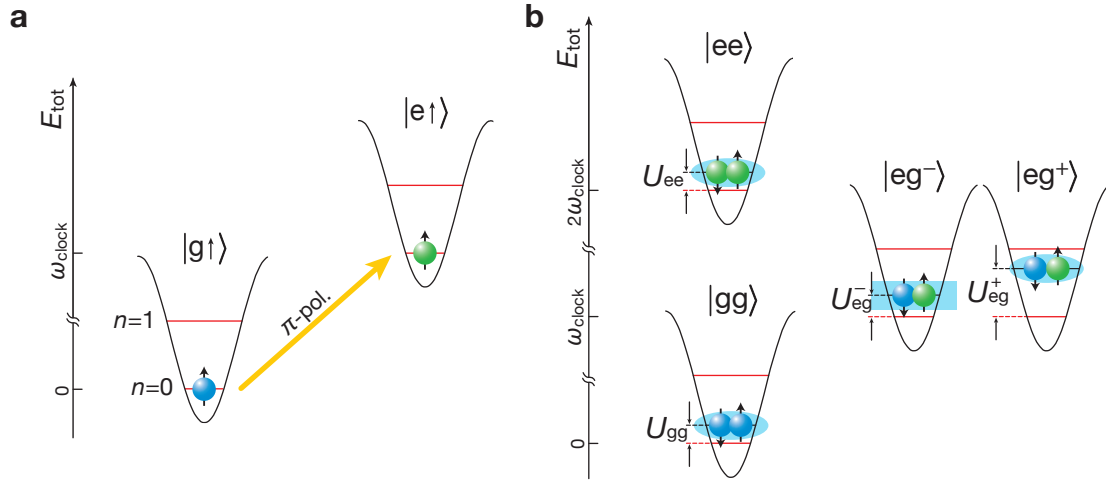 a
E_tot
ω_clock
0
|g↑⟩
n=1
n=0
π-pol.
|e↑⟩
b
E_tot
2ω_clock
ω_clock
0
|ee⟩
U_ee
|gg⟩
U_gg
|eg⁻⟩
U_eg⁻
|eg⁺⟩
U_eg⁺